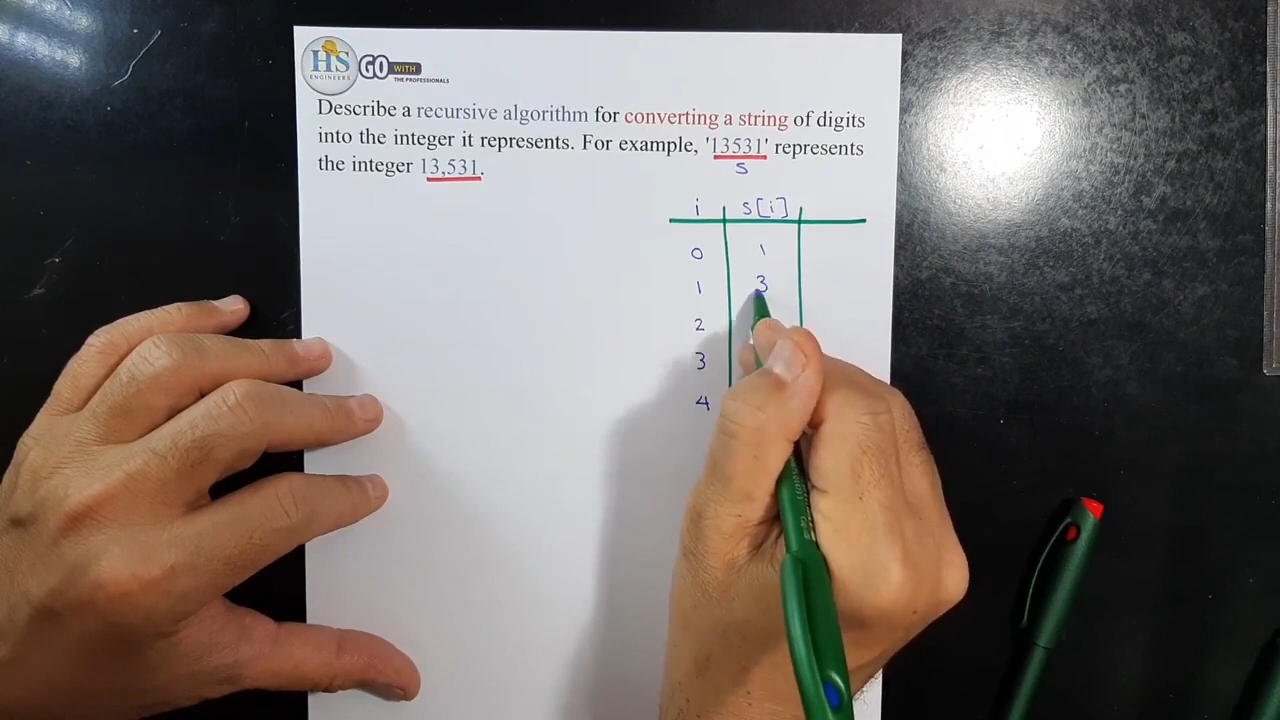 HS
ENGINEERS
GO WITH
THE PROFESSIONALS
Describe a recursive algorithm for converting a string of digits
into the integer it represents. For example, '13531' represents
the integer 13,531.
s
i s[i]
0 1
1 3
2
3
4